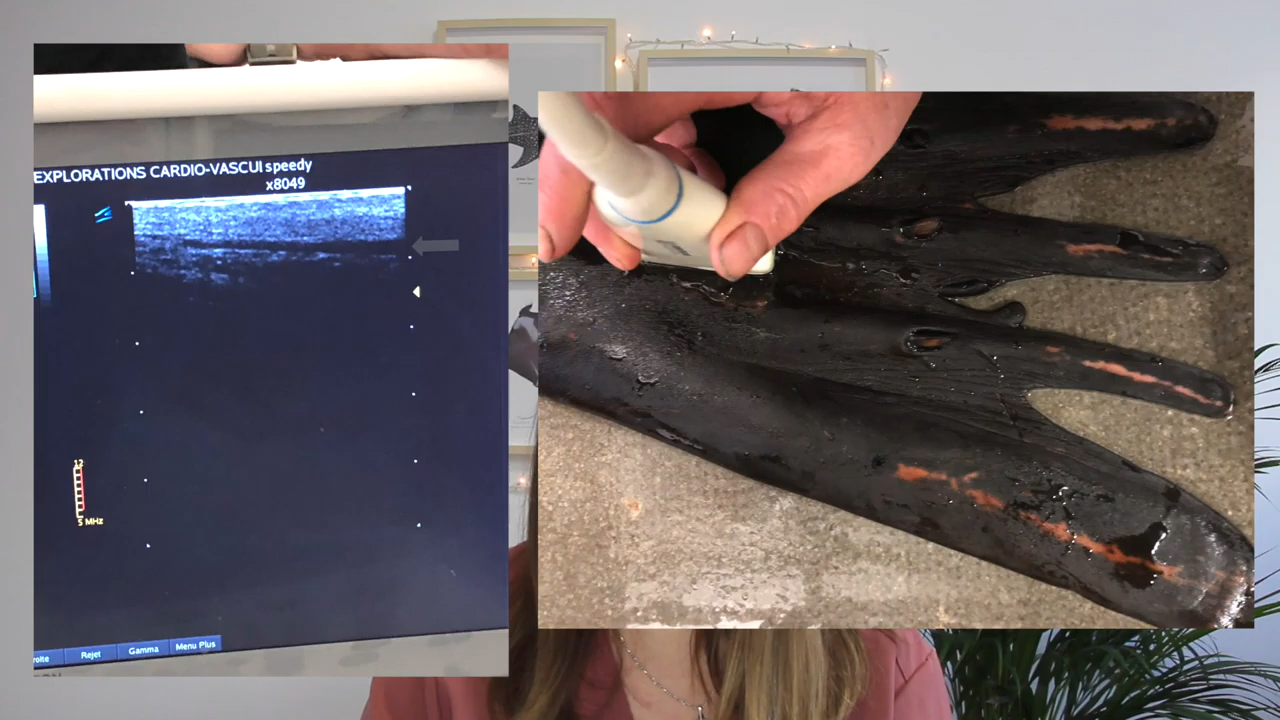 EXPLORATIONS CARDIO-VASCUI speedy
x8049
12
5 MHz
Rejet
Gamma
Menu Plus